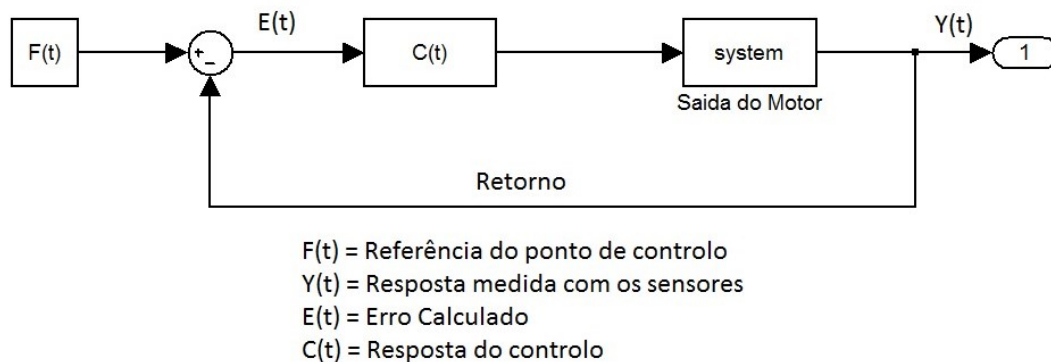 E(t)
Y(t)
F(t)
+
−
C(t)
system
1
Saida do Motor
Retorno
F(t) = Referência do ponto de controlo
Y(t) = Resposta medida com os sensores
E(t) = Erro Calculado
C(t) = Resposta do controlo